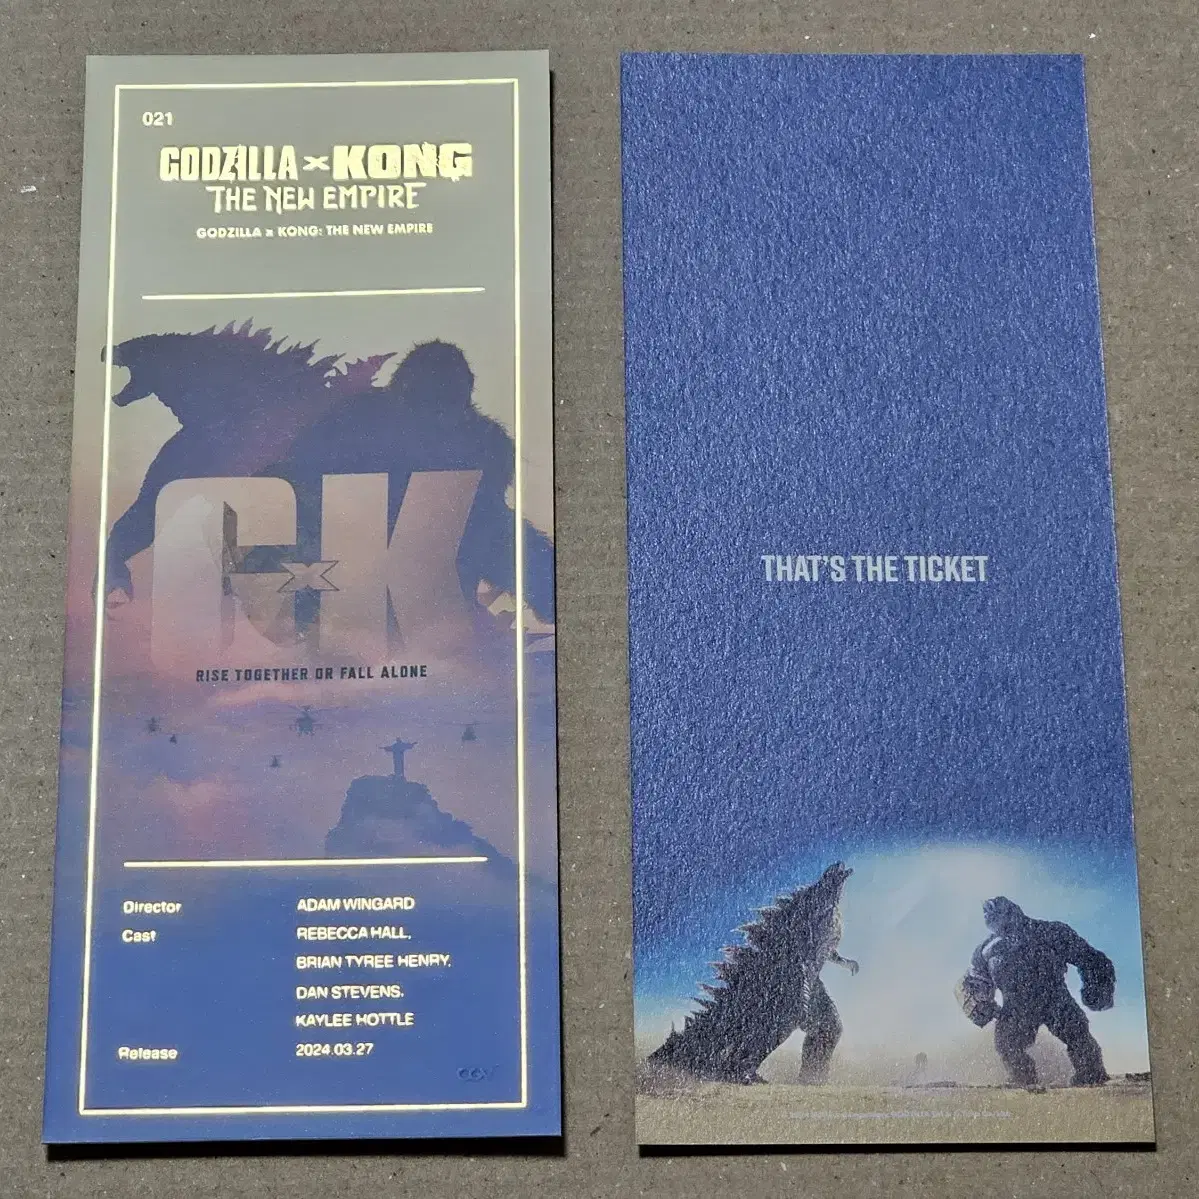 021
GODZILLA x KONG
THE NEW EMPIRE
GODZILLA x KONG: THE NEW EMPIRE
GxK
RISE TOGETHER OR FALL ALONE
Director ADAM WINGARD
Cast REBECCA HALL,
BRIAN TYREE HENRY,
DAN STEVENS,
KAYLEE HOTTLE
Release 2024.03.27
CGV
THAT'S THE TICKET